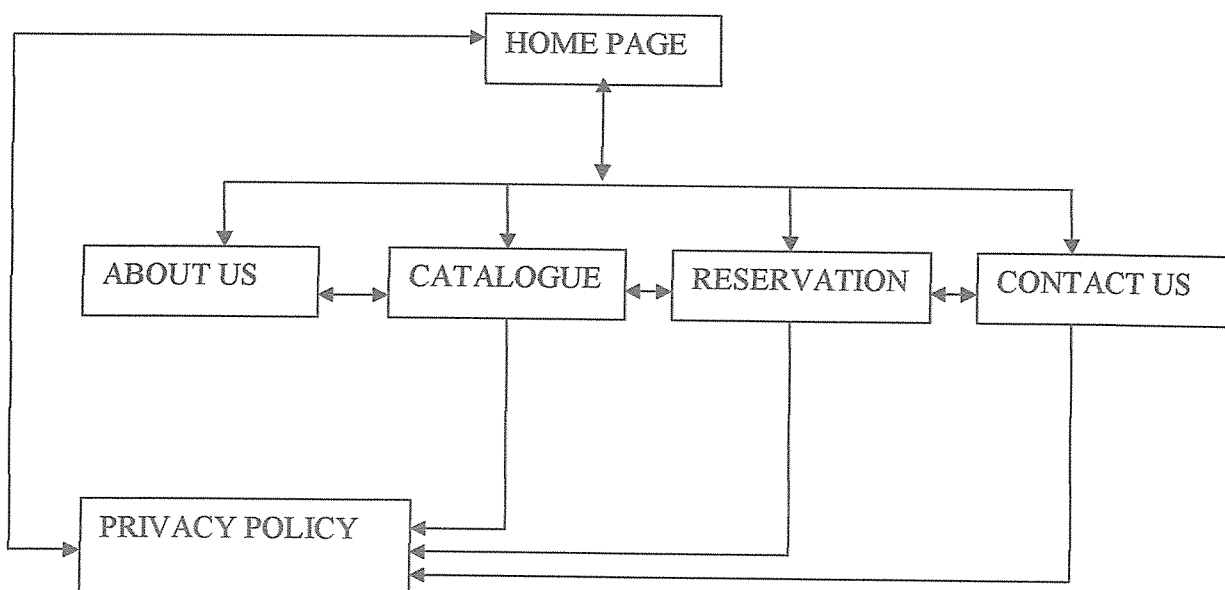 HOME PAGE
ABOUT US
CATALOGUE
RESERVATION
CONTACT US
PRIVACY POLICY